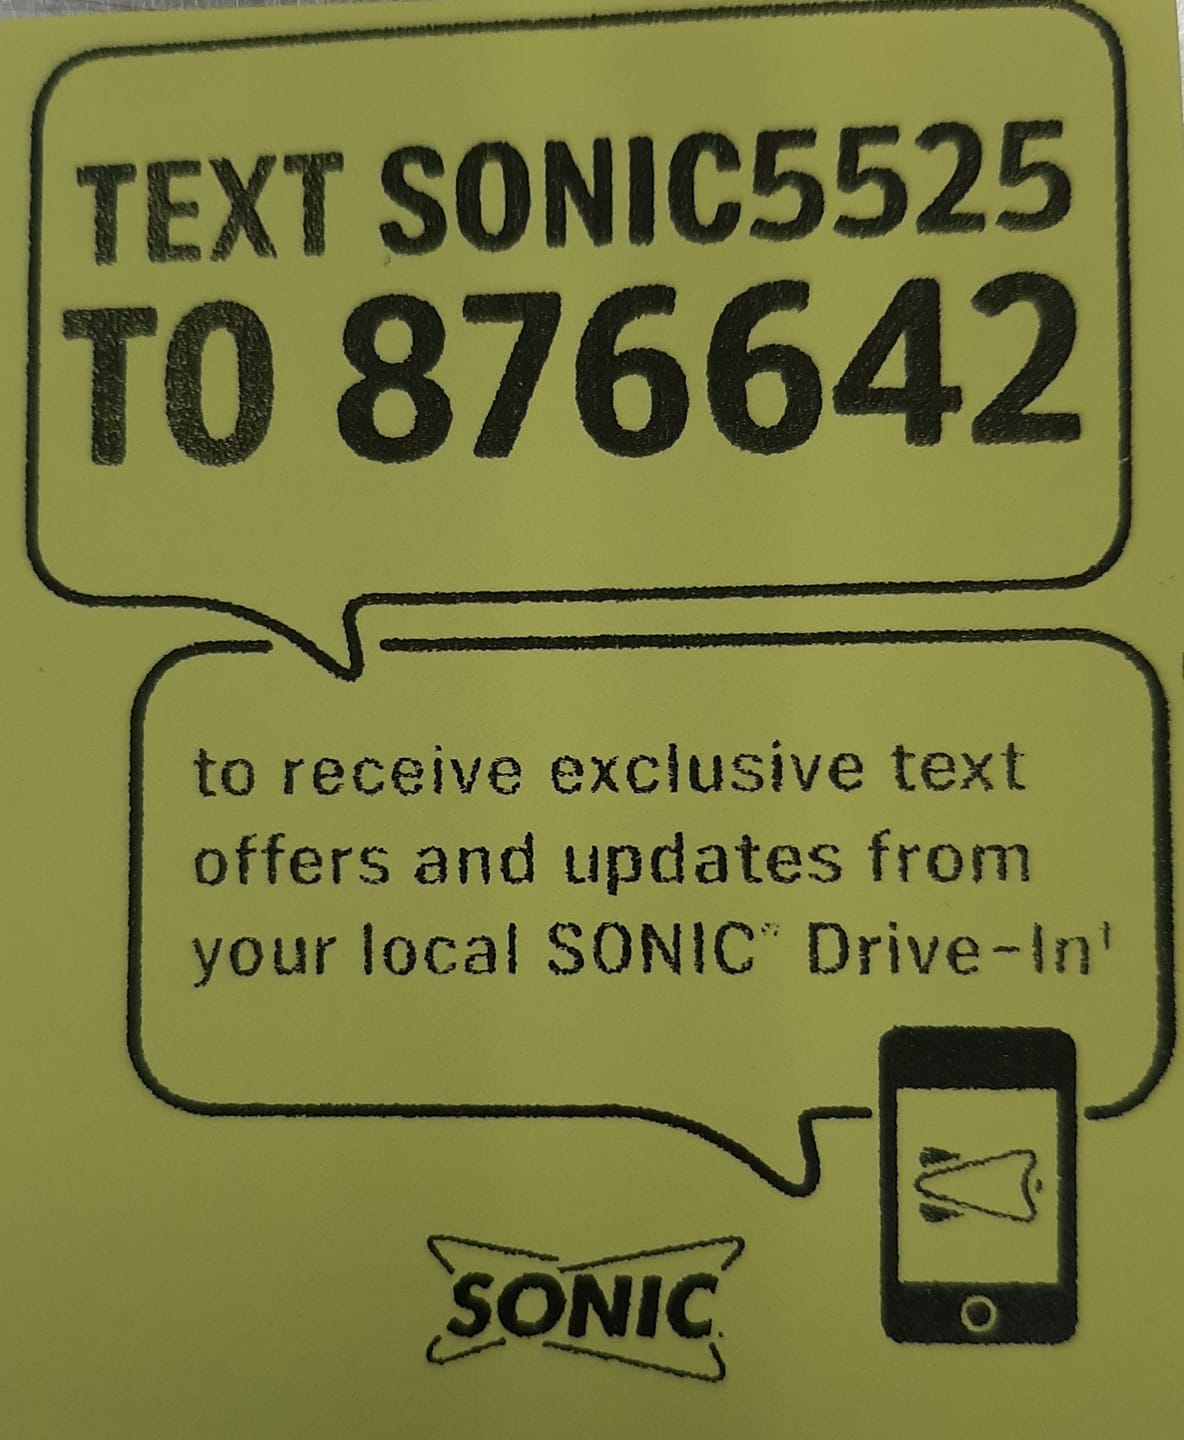 TEXT SONIC5525
TO 876642
to receive exclusive text
offers and updates from
your local SONIC® Drive-In†
SONIC